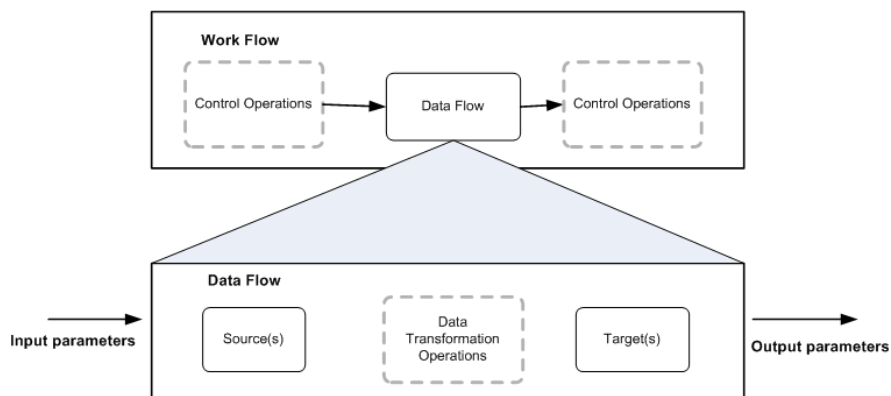 Work Flow
Control Operations
Data Flow
Control Operations
Data Flow
Input parameters
Source(s)
Data
Transformation
Operations
Target(s)
Output parameters